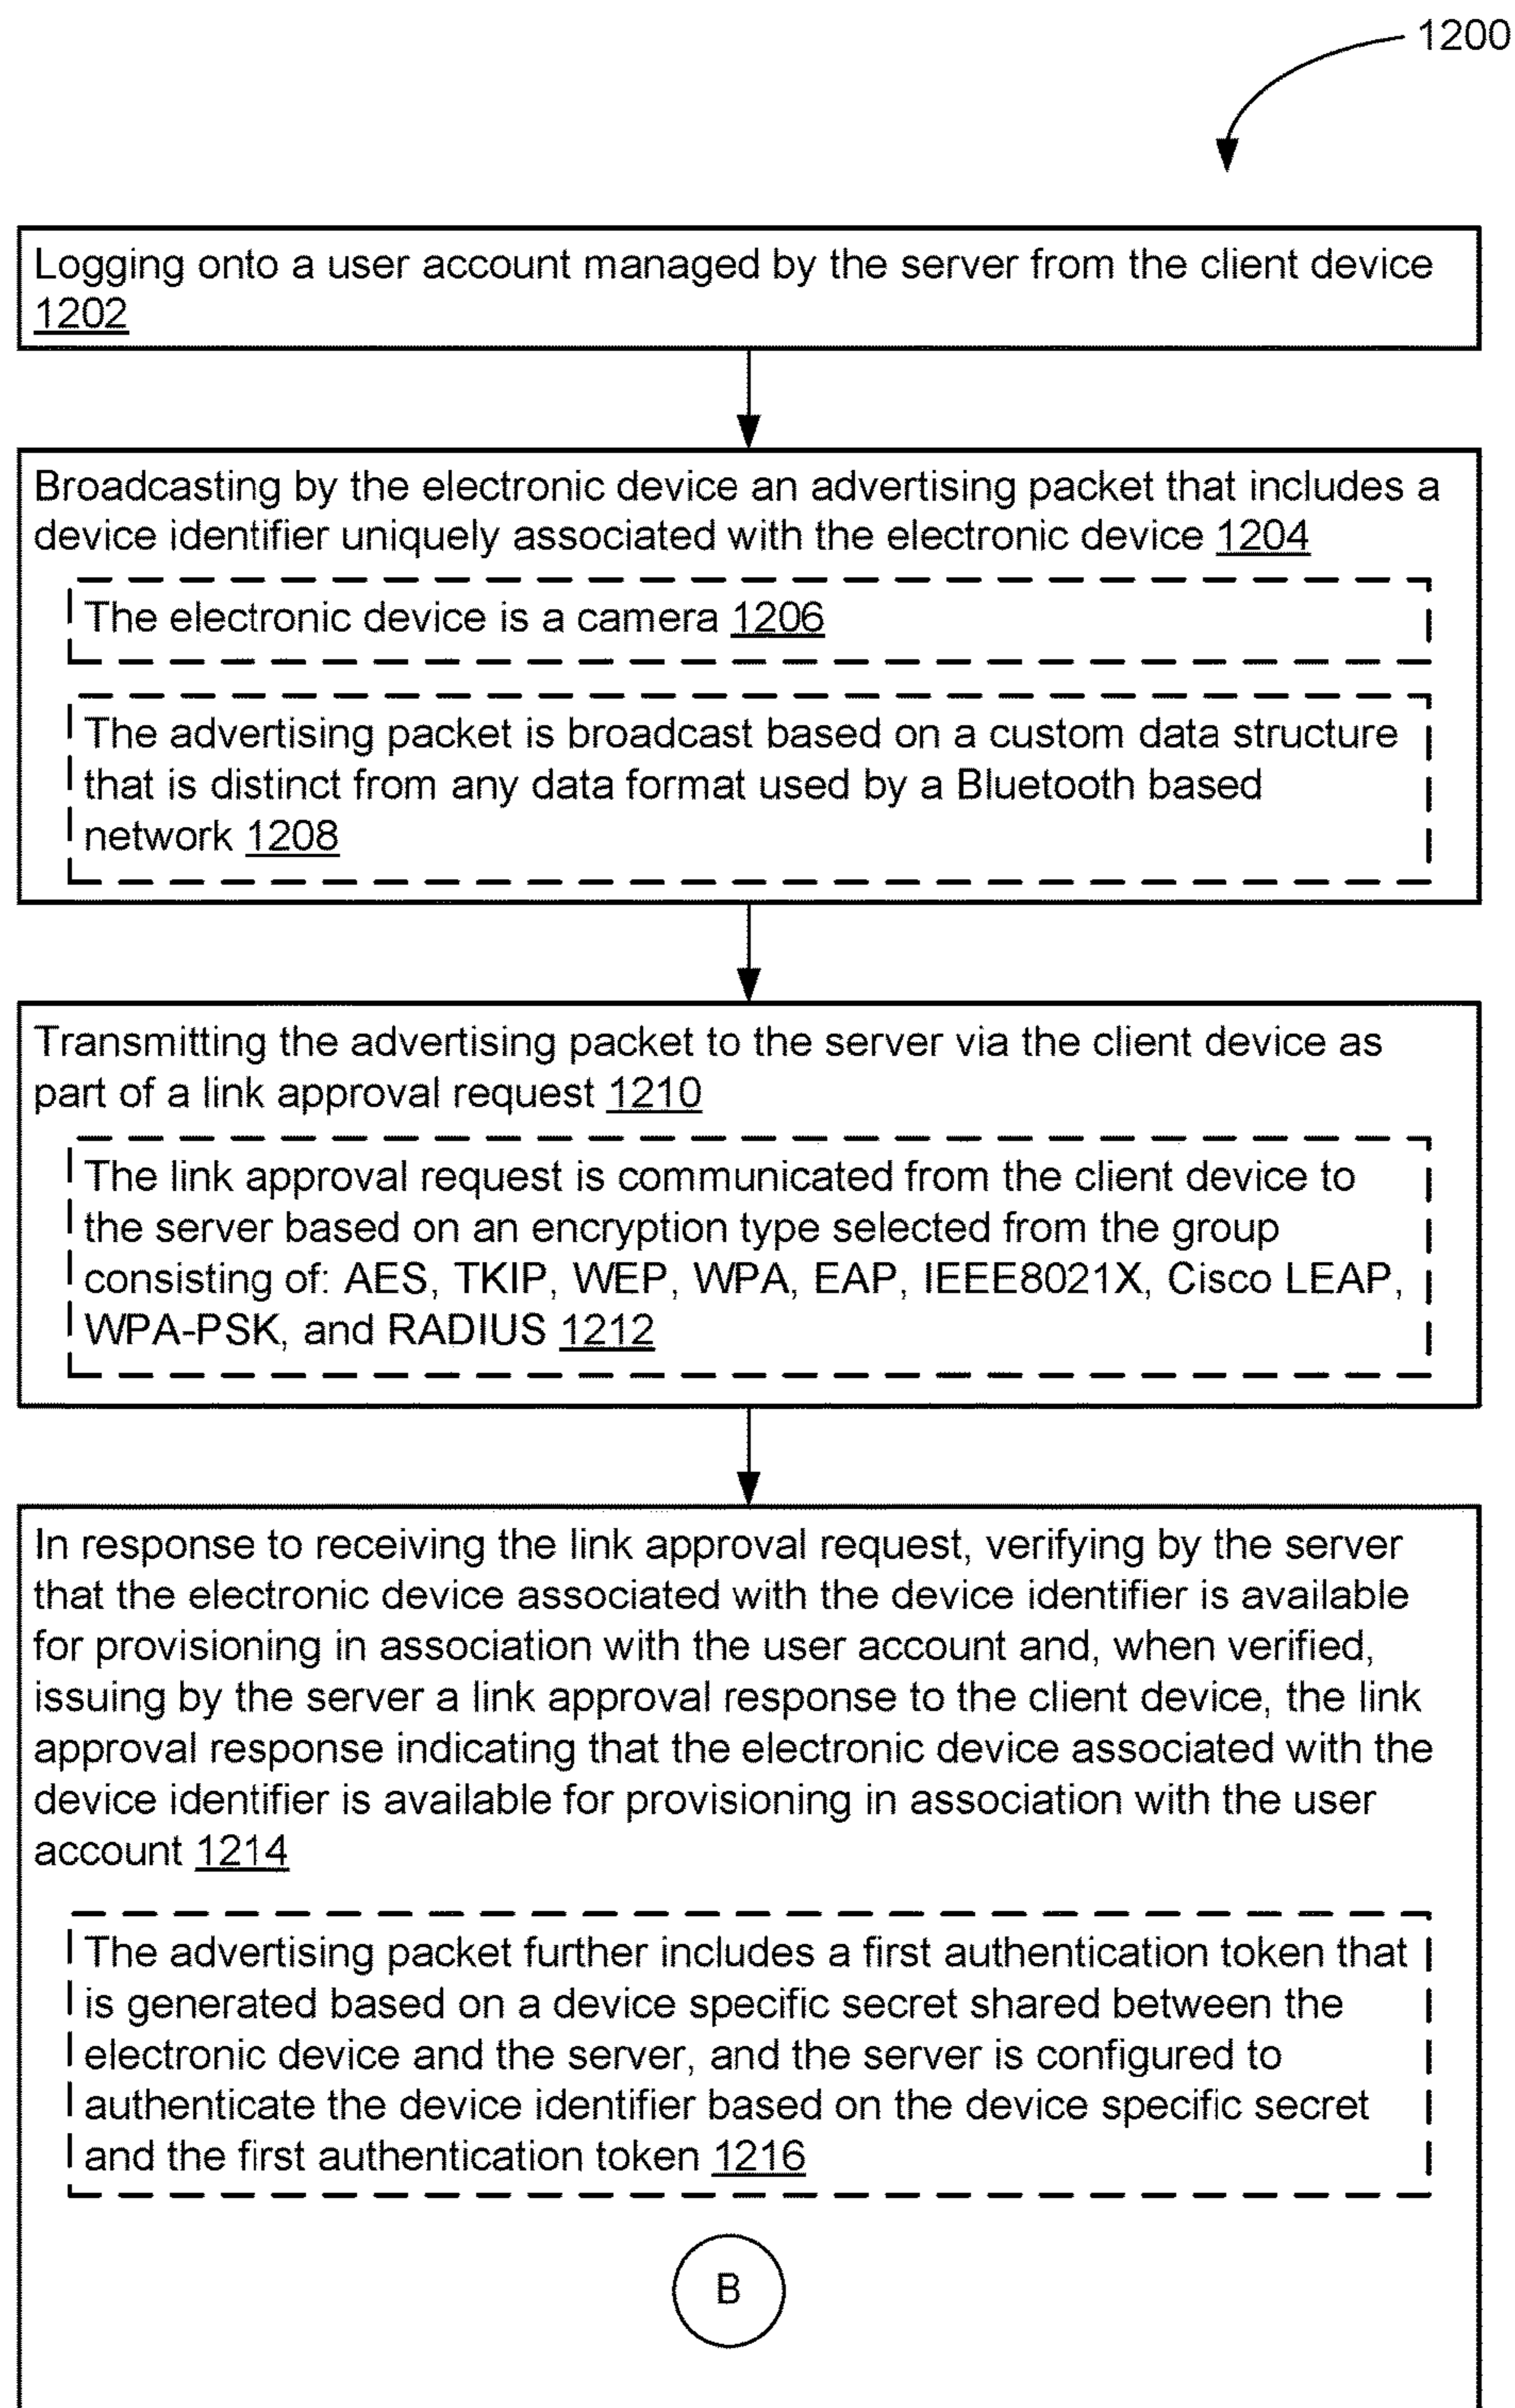 1200
Logging onto a user account managed by the server from the client device
1202
Broadcasting by the electronic device an advertising packet that includes a
device identifier uniquely associated with the electronic device 1204
The electronic device is a camera 1206
The advertising packet is broadcast based on a custom data structure
that is distinct from any data format used by a Bluetooth based
network 1208
Transmitting the advertising packet to the server via the client device as
part of a link approval request 1210
The link approval request is communicated from the client device to
the server based on an encryption type selected from the group
consisting of: AES, TKIP, WEP, WPA, EAP, IEEE8021X, Cisco LEAP,
WPA-PSK, and RADIUS 1212
In response to receiving the link approval request, verifying by the server
that the electronic device associated with the device identifier is available
for provisioning in association with the user account and, when verified,
issuing by the server a link approval response to the client device, the link
approval response indicating that the electronic device associated with the
device identifier is available for provisioning in association with the user
account 1214
The advertising packet further includes a first authentication token that
is generated based on a device specific secret shared between the
electronic device and the server, and the server is configured to
authenticate the device identifier based on the device specific secret
and the first authentication token 1216
B